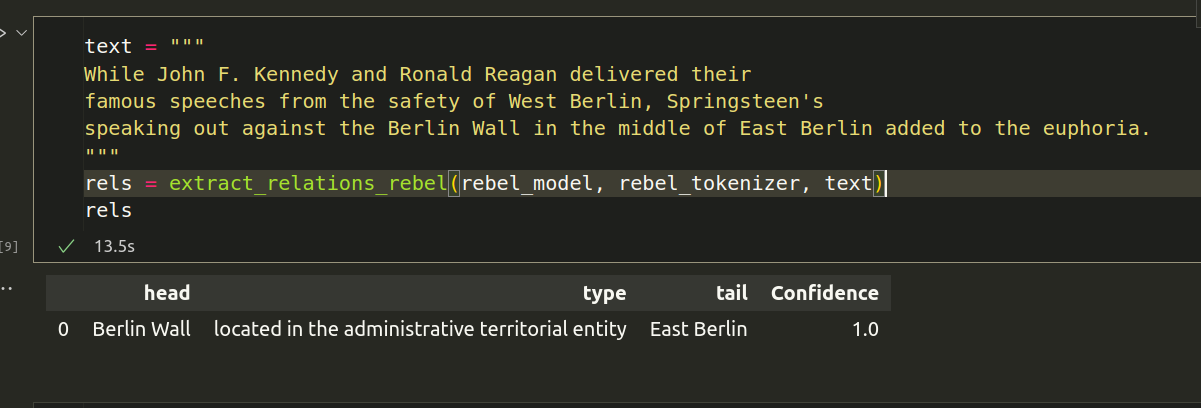 text = """
While John F. Kennedy and Ronald Reagan delivered their
famous speeches from the safety of West Berlin, Springsteen's
speaking out against the Berlin Wall in the middle of East Berlin added to the euphoria.
"""
rels = extract_relations_rebel(rebel_model, rebel_tokenizer, text)
rels
[9] 13.5s
head type tail Confidence
0 Berlin Wall located in the administrative territorial entity East Berlin 1.0